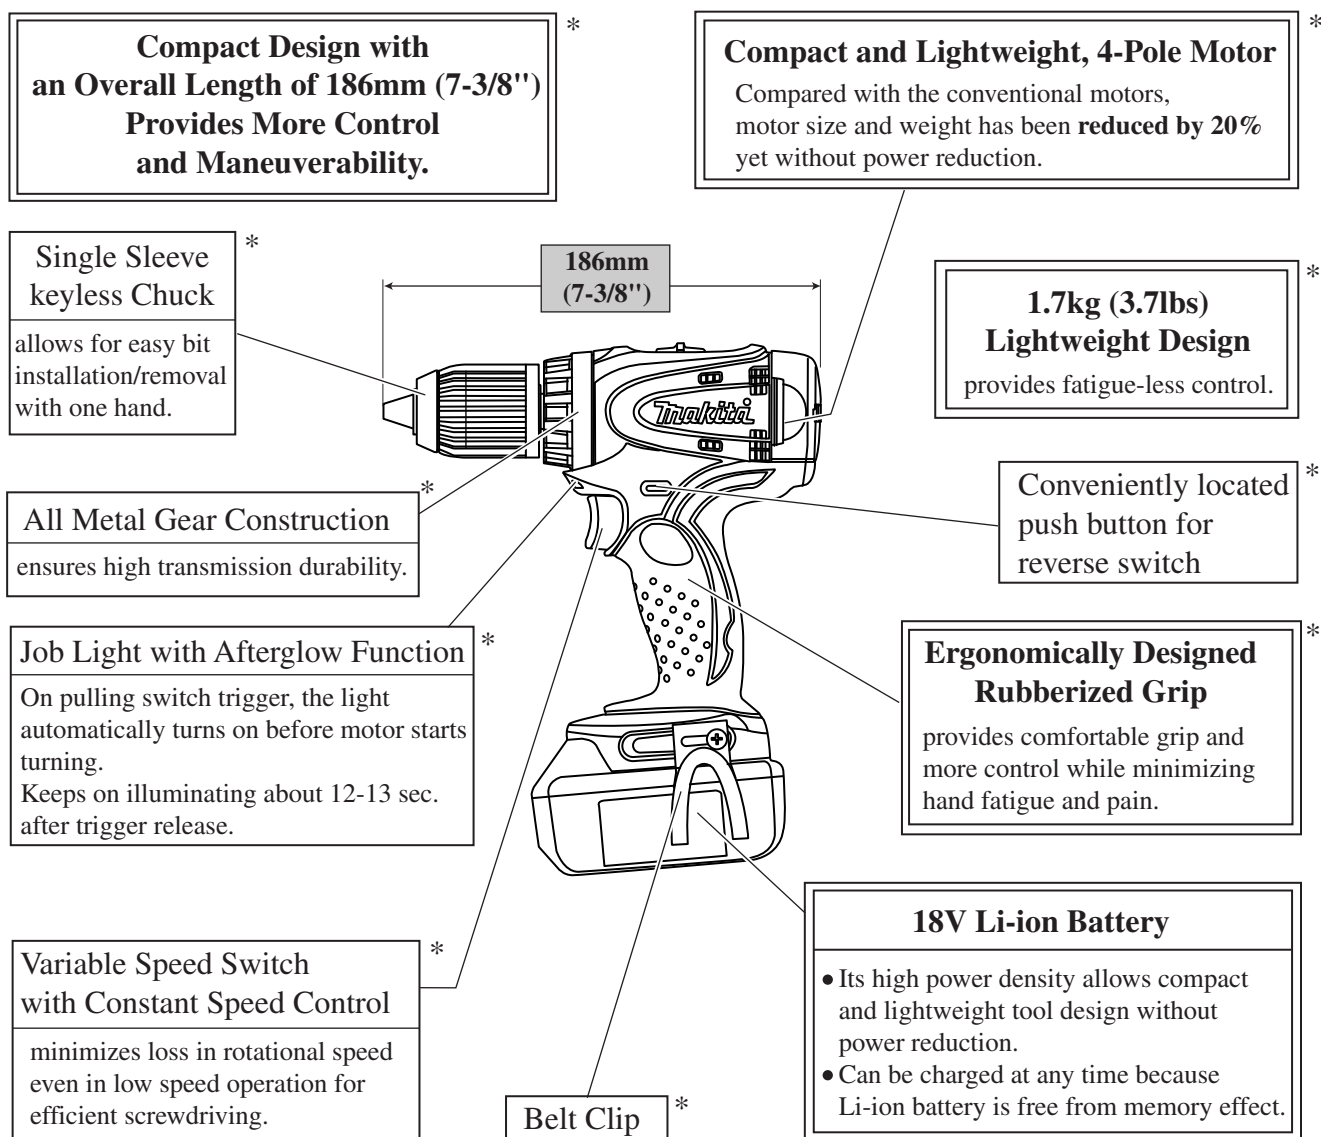 Compact Design with
an Overall Length of 186mm (7-3/8")
Provides More Control
and Maneuverability.
*
Compact and Lightweight, 4-Pole Motor
Compared with the conventional motors,
motor size and weight has been reduced by 20%
yet without power reduction.
*
Single Sleeve
keyless Chuck
allows for easy bit
installation/removal
with one hand.
*
186mm
(7-3/8")
1.7kg (3.7lbs)
Lightweight Design
provides fatigue-less control.
*
makita
All Metal Gear Construction
ensures high transmission durability.
*
Conveniently located
push button for
reverse switch
*
Job Light with Afterglow Function
On pulling switch trigger, the light
automatically turns on before motor starts
turning.
Keeps on illuminating about 12-13 sec.
after trigger release.
*
Ergonomically Designed
Rubberized Grip
provides comfortable grip and
more control while minimizing
hand fatigue and pain.
*
Variable Speed Switch
with Constant Speed Control
minimizes loss in rotational speed
even in low speed operation for
efficient screwdriving.
*
Belt Clip
*
18V Li-ion Battery
• Its high power density allows compact
and lightweight tool design without
power reduction.
• Can be charged at any time because
Li-ion battery is free from memory effect.